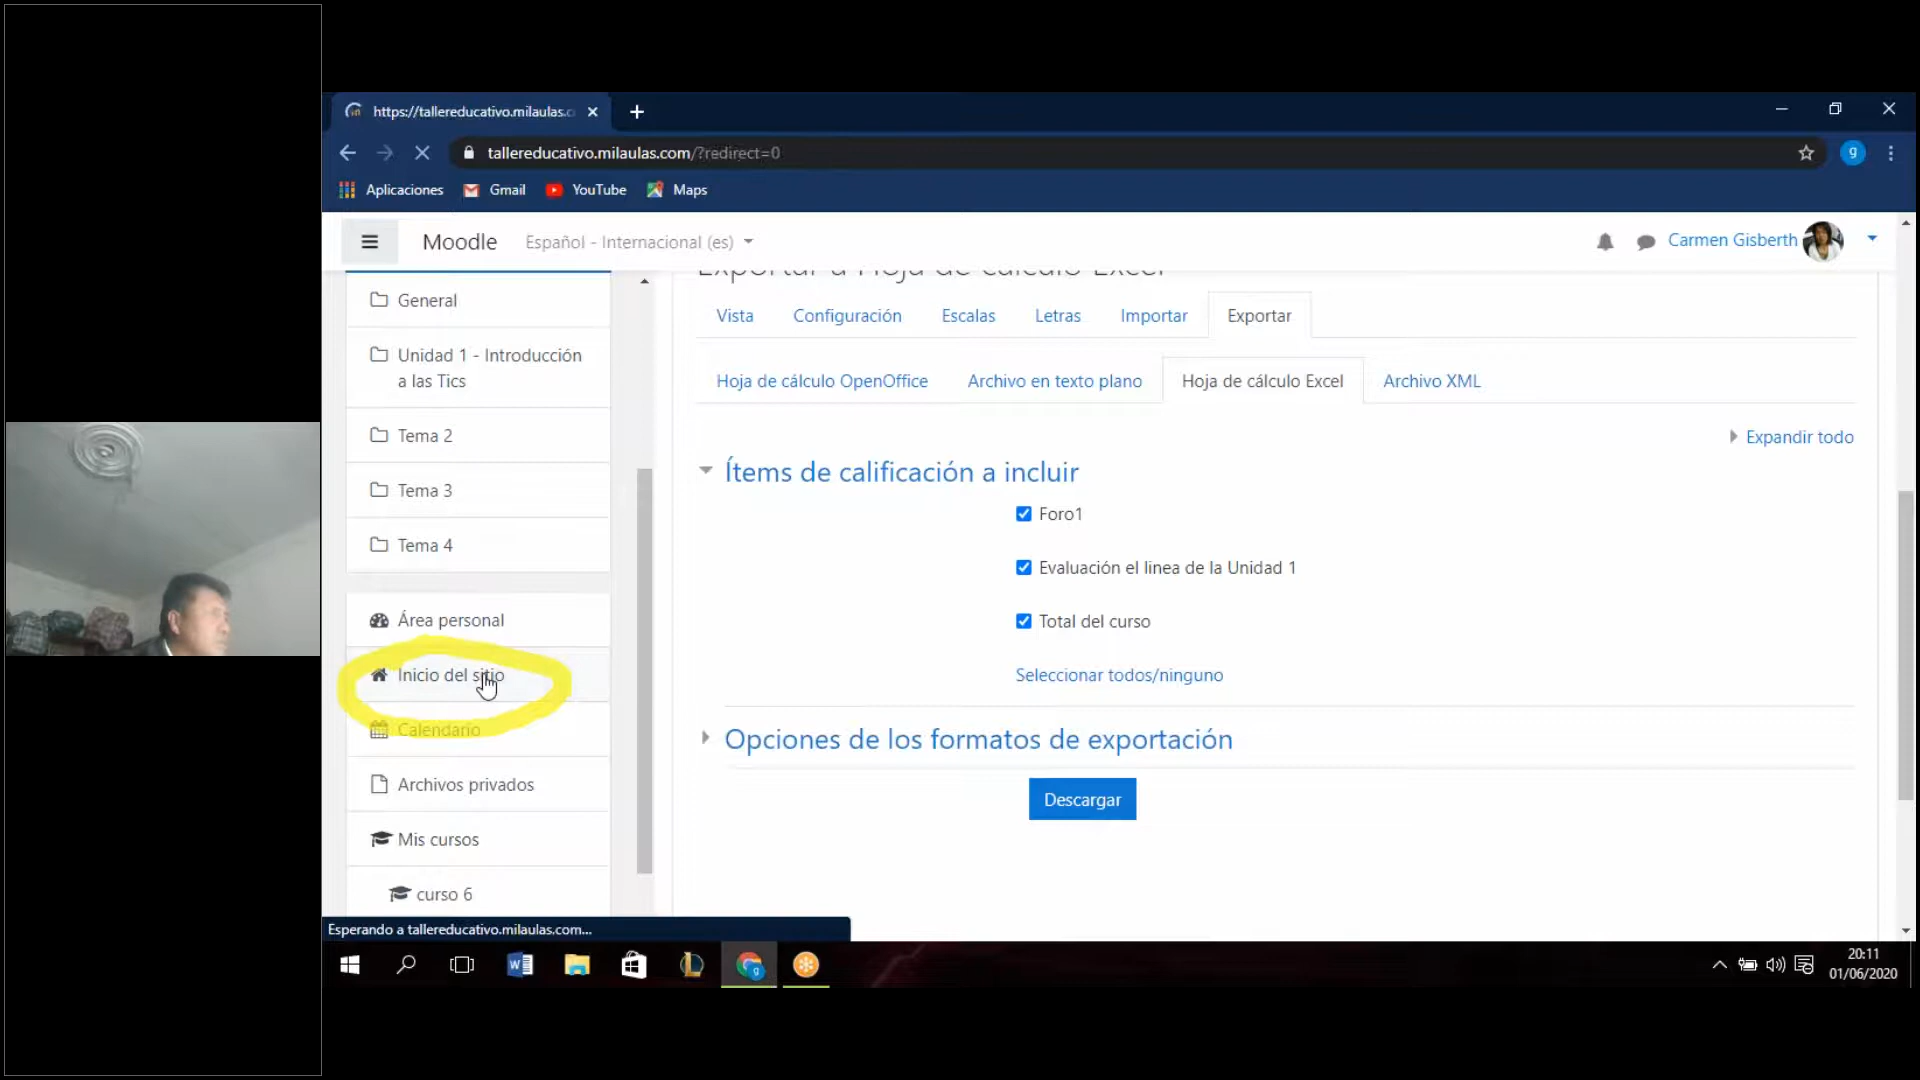 https://tallereducativo.milaulas.c
tallereducativo.milaulas.com/?redirect=0
g
Aplicaciones
Gmail
YouTube
Maps
Moodle
Español - Internacional (es)
Carmen Gisberth
General
Unidad 1 - Introducción
a las Tics
Tema 2
Tema 3
Tema 4
Área personal
Inicio del sitio
Calendario
Archivos privados
Mis cursos
curso 6
Exportar a Hoja de cálculo Excel
Vista
Configuración
Escalas
Letras
Importar
Exportar
Hoja de cálculo OpenOffice
Archivo en texto plano
Hoja de cálculo Excel
Archivo XML
Expandir todo
Ítems de calificación a incluir
Foro1
Evaluación el linea de la Unidad 1
Total del curso
Seleccionar todos/ninguno
Opciones de los formatos de exportación
Descargar
Esperando a tallereducativo.milaulas.com...
20:11
01/06/2020